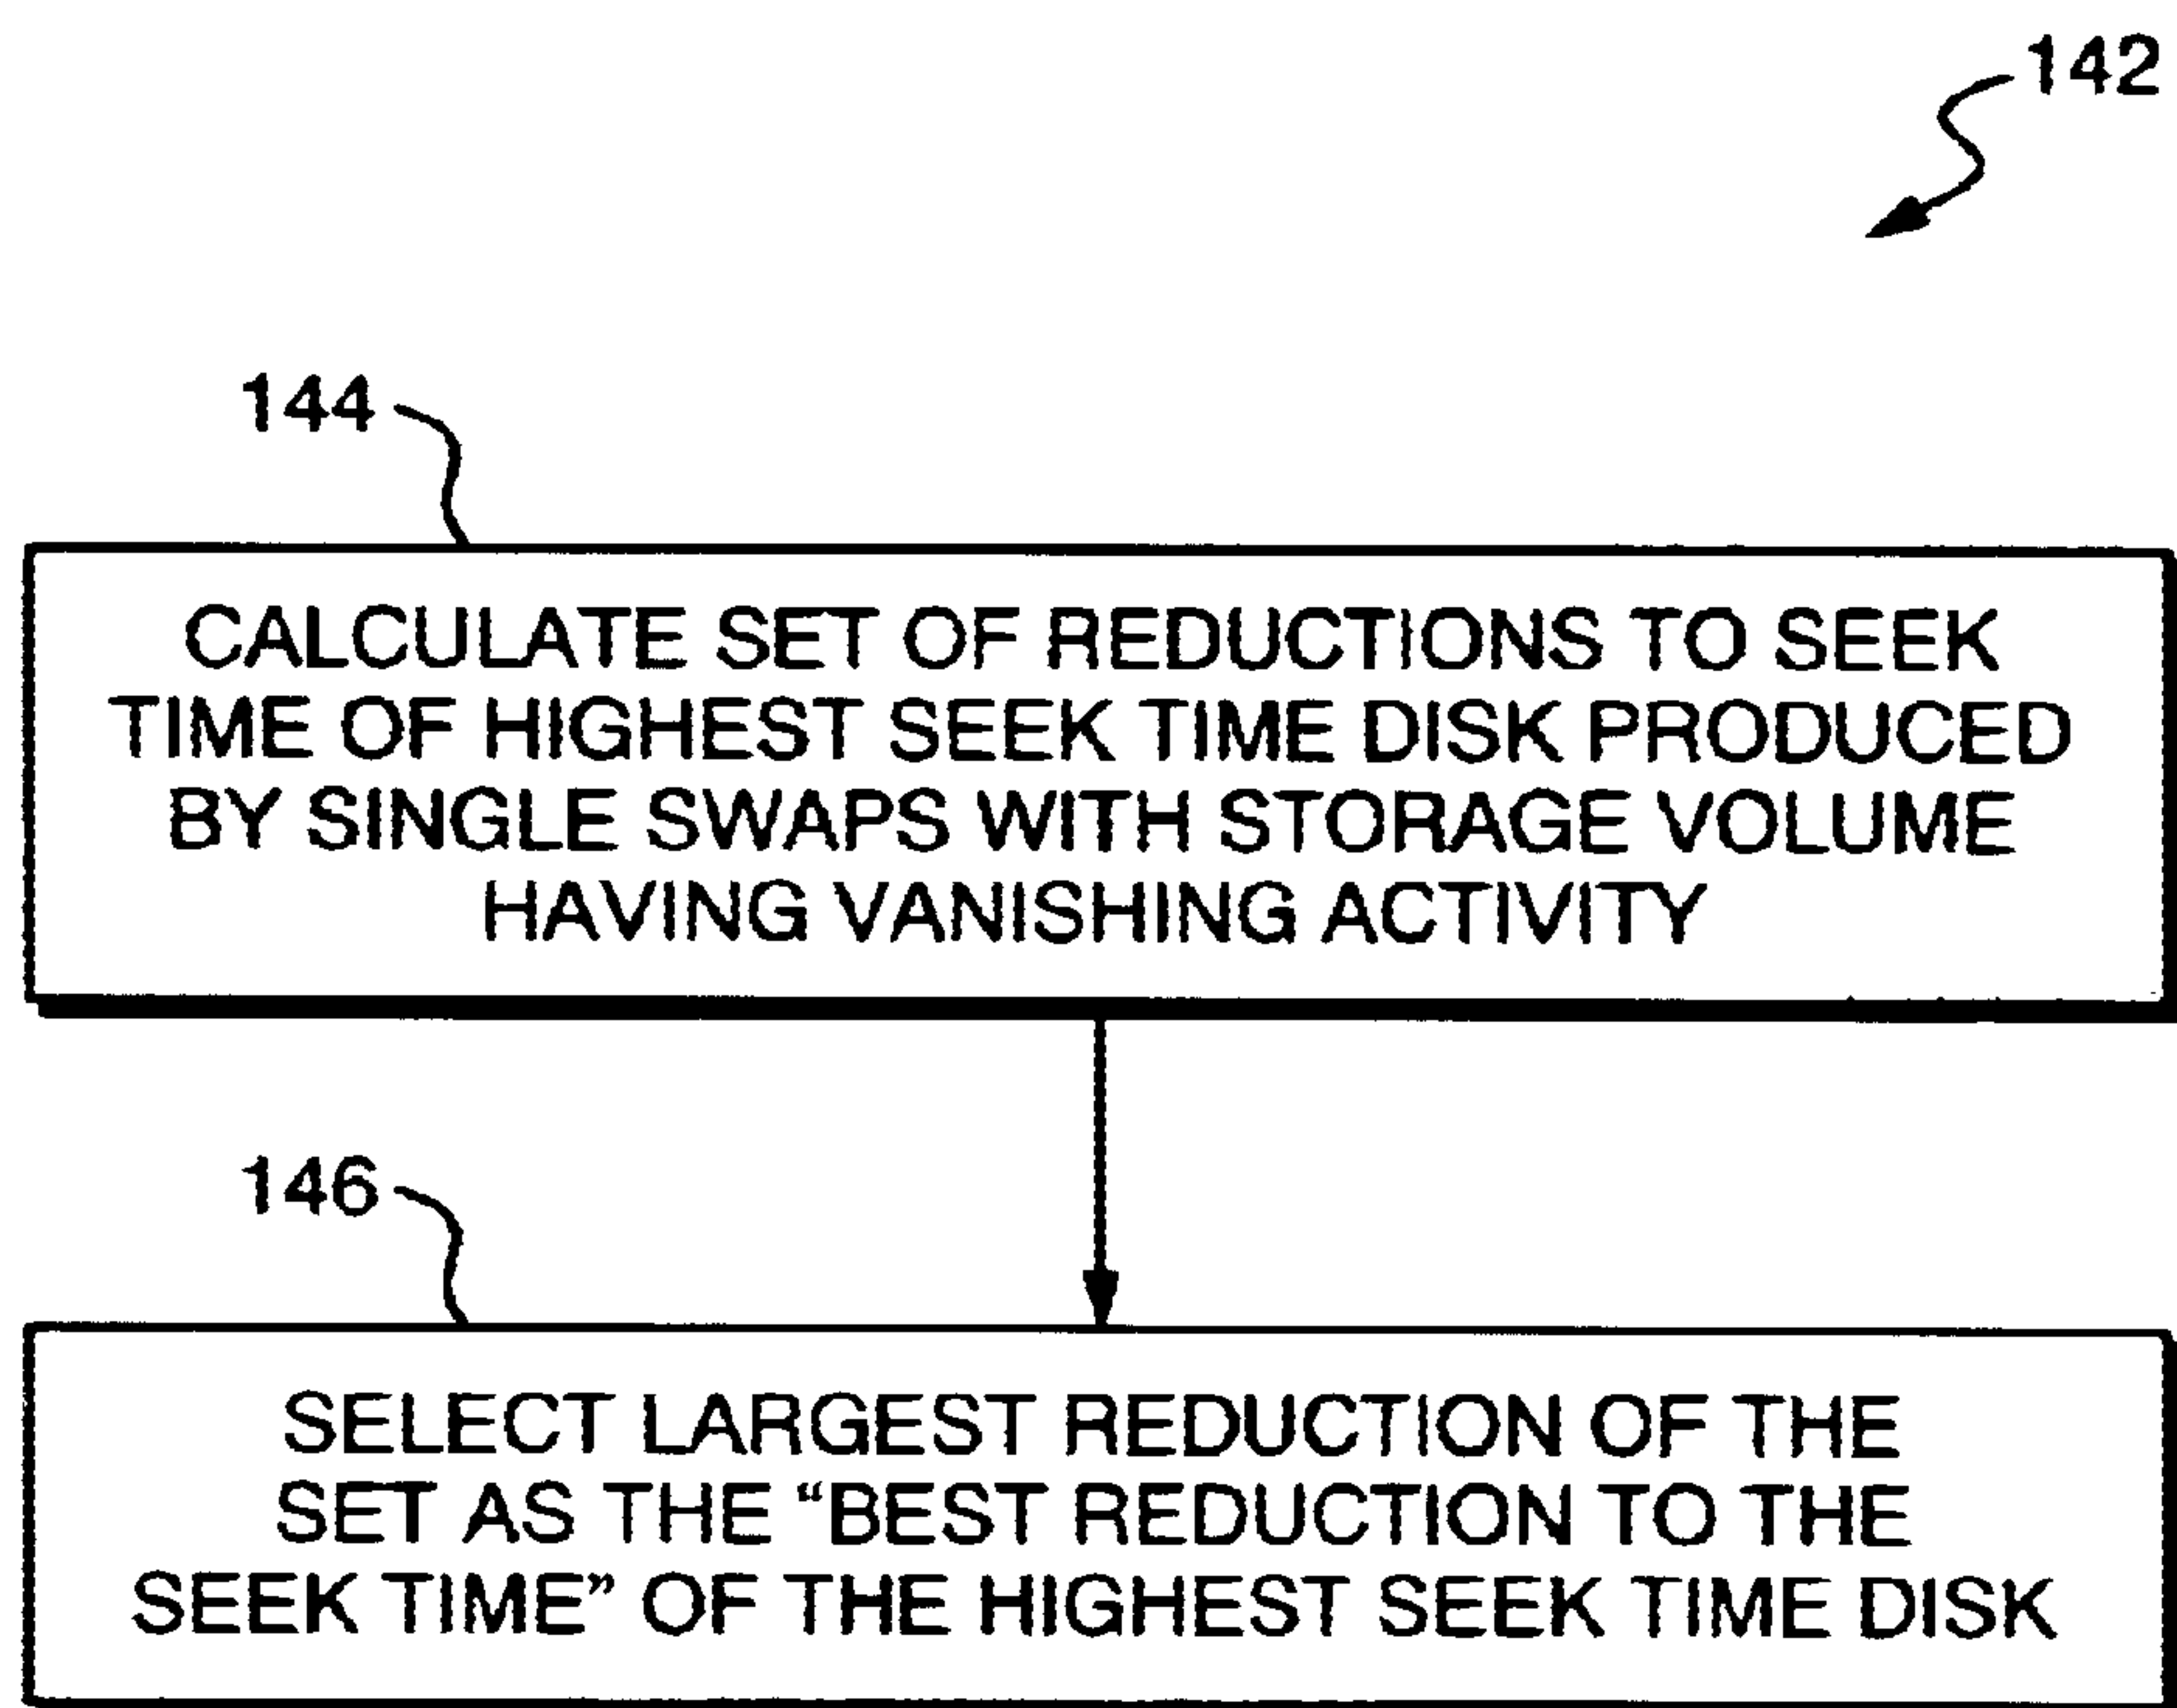 142
144
CALCULATE SET OF REDUCTIONS TO SEEK
TIME OF HIGHEST SEEK TIME DISK PRODUCED
BY SINGLE SWAPS WITH STORAGE VOLUME
HAVING VANISHING ACTIVITY
146
SELECT LARGEST REDUCTION OF THE
SET AS THE “BEST REDUCTION TO THE
SEEK TIME” OF THE HIGHEST SEEK TIME DISK